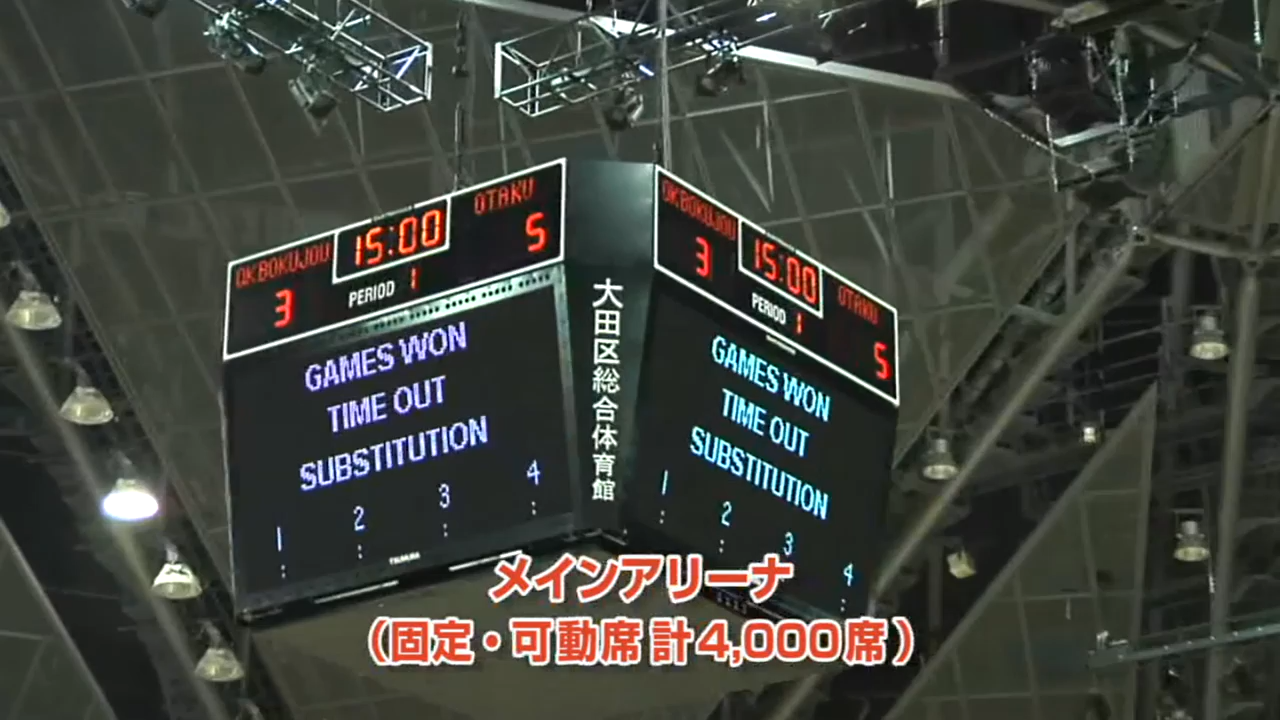 OKBOKUJOU
15:00
OTAKU
3
PERIOD 1
5
GAMES WON
TIME OUT
SUBSTITUTION
1 2 3 4
: : : :
大田区総合体育館
OKBOKUJOU
15:00
OTAKU
3
PERIOD 1
5
GAMES WON
TIME OUT
SUBSTITUTION
1 2 3 4
: : : :
メインアリーナ
（固定・可動席 計4,000席）